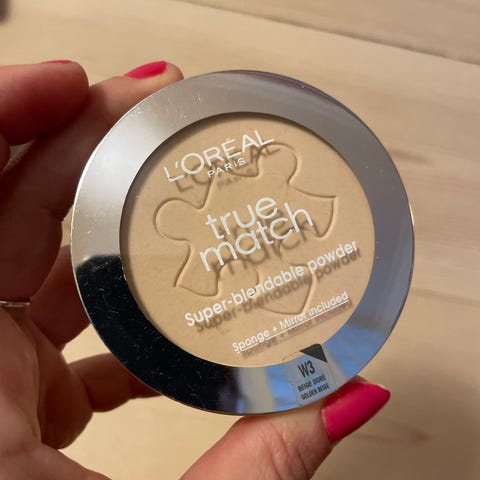 L'ORÉAL
PARIS
true
match
Super-blendable powder
Sponge + Mirror included
W3
BEIGE DORÉ
GOLDEN BEIGE